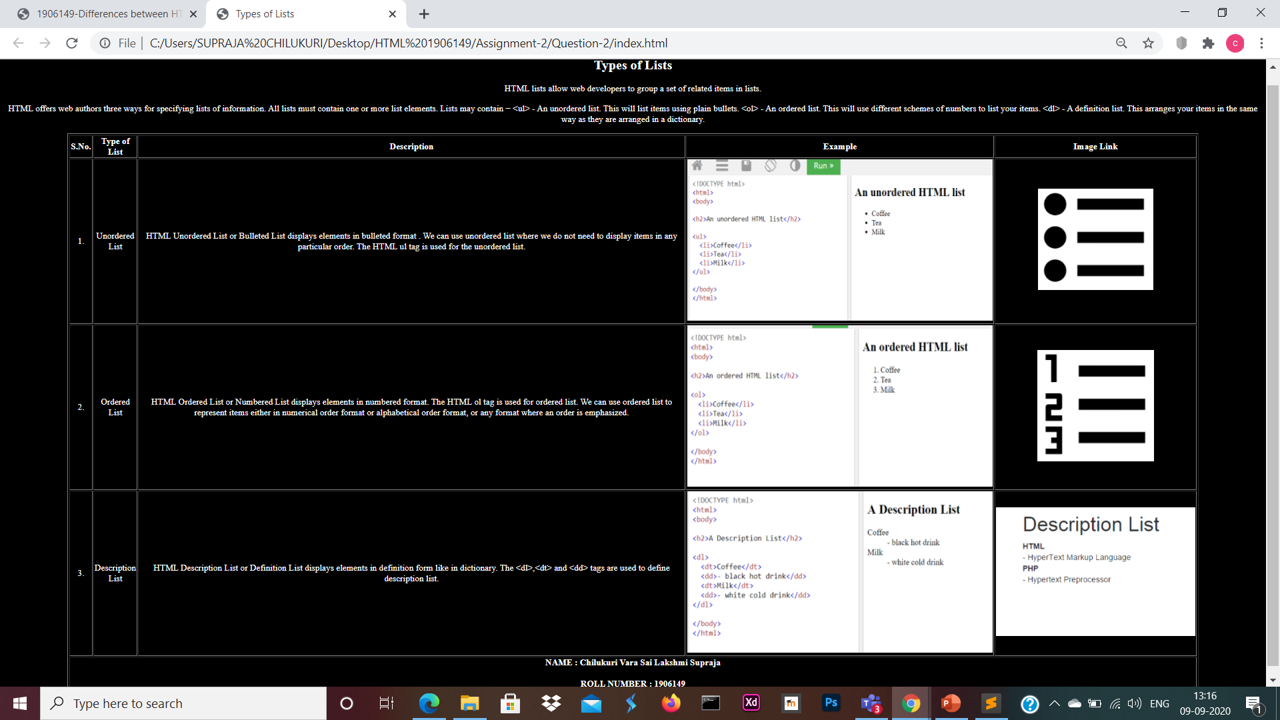 1906149-Differences between HT
Types of Lists
File
C:/Users/SUPRAJA%20CHILUKURI/Desktop/HTML%201906149/Assignment-2/Question-2/index.html
C
Types of Lists
HTML lists allow web developers to group a set of related items in lists.
HTML offers web authors three ways for specifying lists of information. All lists must contain one or more list elements. Lists may contain – <ul> - An unordered list. This will list items using plain bullets. <ol> - An ordered list. This will use different schemes of numbers to list your items. <dl> - A definition list. This arranges your items in the same
way as they are arranged in a dictionary.
S.No.
Type of
List
Description
Example
Image Link
1.
Unordered
List
HTML Unordered List or Bulleted List displays elements in bulleted format . We can use unordered list where we do not need to display items in any
particular order. The HTML ul tag is used for the unordered list.
Run »
<!DOCTYPE html>
<html>
<body>
<h2>An unordered HTML list</h2>
<ul>
<li>Coffee</li>
<li>Tea</li>
<li>Milk</li>
</ul>
</body>
</html>
An unordered HTML list
• Coffee
• Tea
• Milk
2.
Ordered
List
HTML Ordered List or Numbered List displays elements in numbered format. The HTML ol tag is used for ordered list. We can use ordered list to
represent items either in numerical order format or alphabetical order format, or any format where an order is emphasizd.
<!DOCTYPE html>
<html>
<body>
<h2>An ordered HTML list</h2>
<ol>
<li>Coffee</li>
<li>Tea</li>
<li>Milk</li>
</ol>
</body>
</html>
An ordered HTML list
1. Coffee
2. Tea
3. Milk
1
2
3
3.
Description
List
HTML Description List or Definition List displays elements in definition form like in dictionary. The <dl>,<dt> and <dd> tags are used to define
description list.
<!DOCTYPE html>
<html>
<body>
<h2>A Description List</h2>
<dl>
<dt>Coffee</dt>
<dd>- black hot drink</dd>
<dt>Milk</dt>
<dd>- white cold drink</dd>
</dl>
</body>
</html>
A Description List
Coffee
- black hot drink
Milk
- white cold drink
Description List
HTML
- HyperText Markup Language
PHP
- Hypertext Preprocessor
NAME : Chilukuri Vara Sai Lakshmi Supraja
ROLL NUMBER : 1906149
Type here to search
Xd
m
Ps
3
P
S
?
ENG
13:16
09-09-2020
1